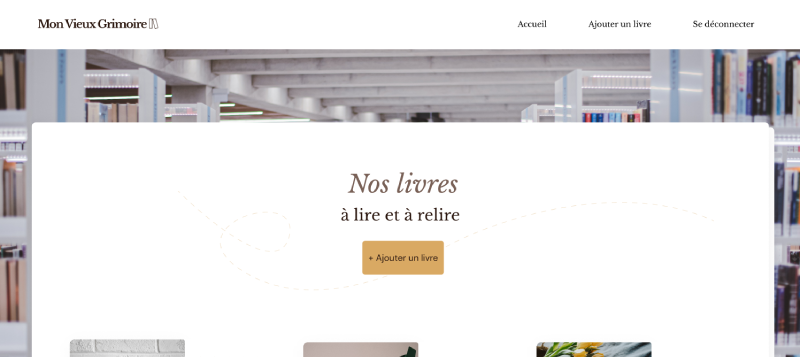 Mon Vieux Grimoire
Accueil
Ajouter un livre
Se déconnecter
Nos livres
à lire et à relire
+ Ajouter un livre